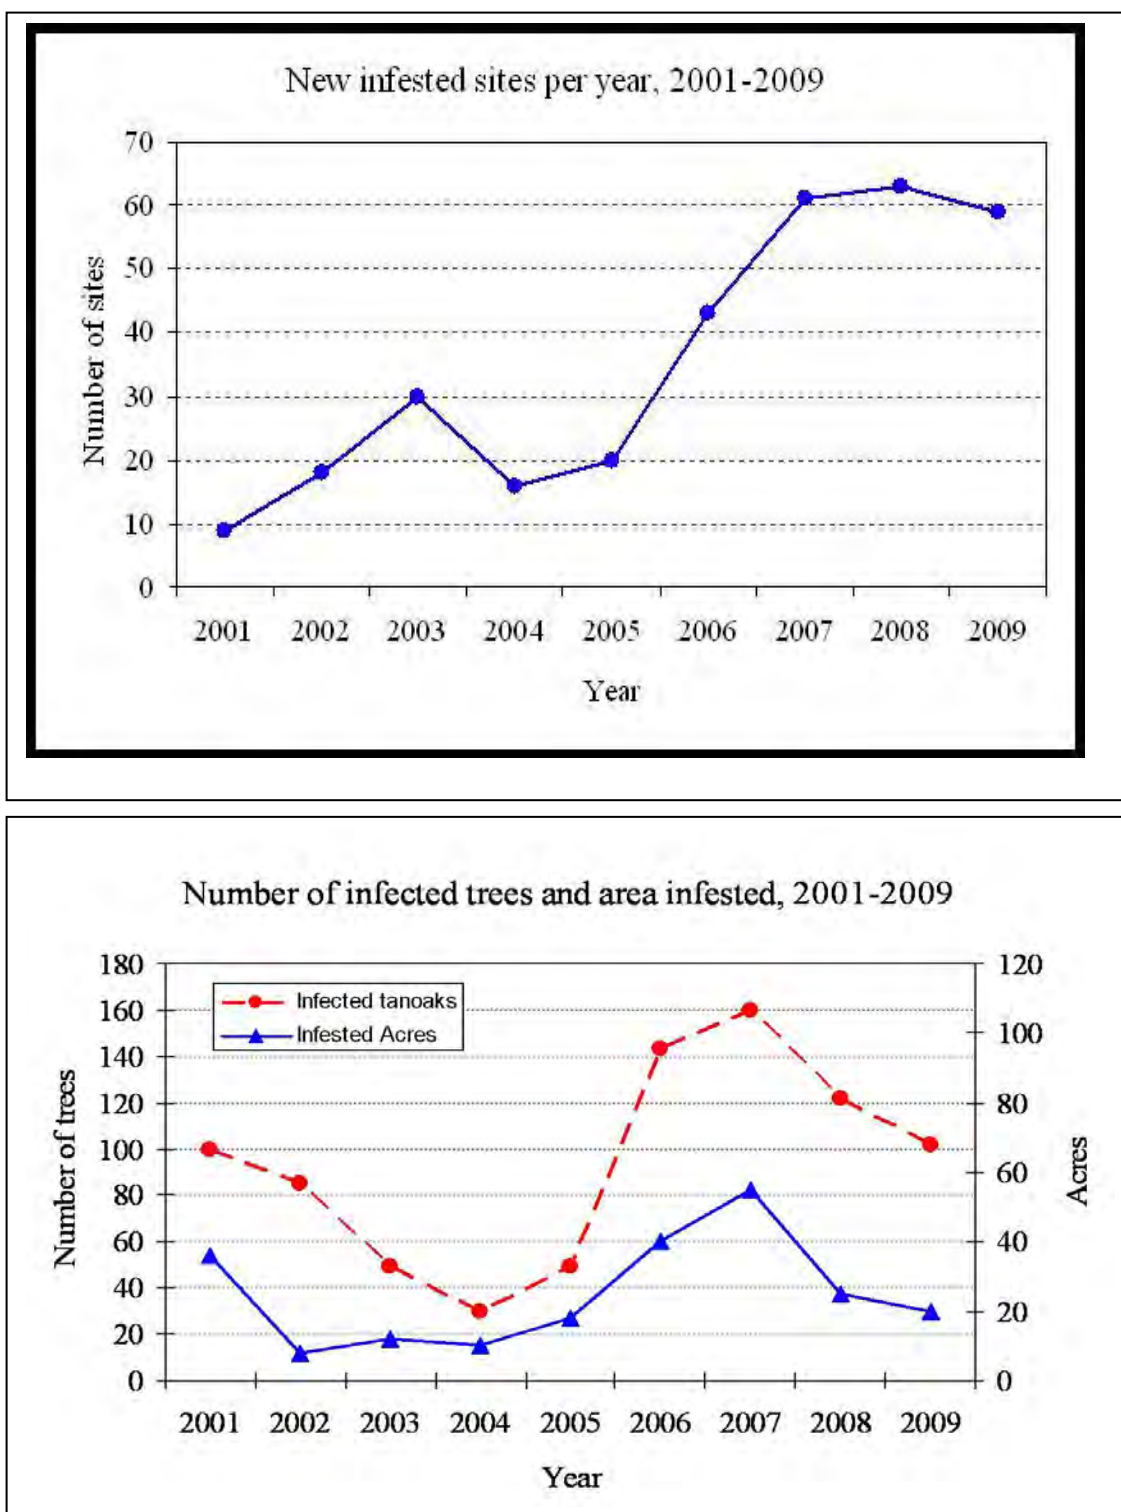 New infested sites per year, 2001-2009
70
60
50
40
30
20
10
0
Number of sites
2001 2002 2003 2004 2005 2006 2007 2008 2009
Year
Number of infected trees and area infested, 2001-2009
180
160
140
120
100
80
60
40
20
0
Number of trees
Infected tanoaks
Infested Acres
120
100
80
60
40
20
0
Acres
2001 2002 2003 2004 2005 2006 2007 2008 2009
Year